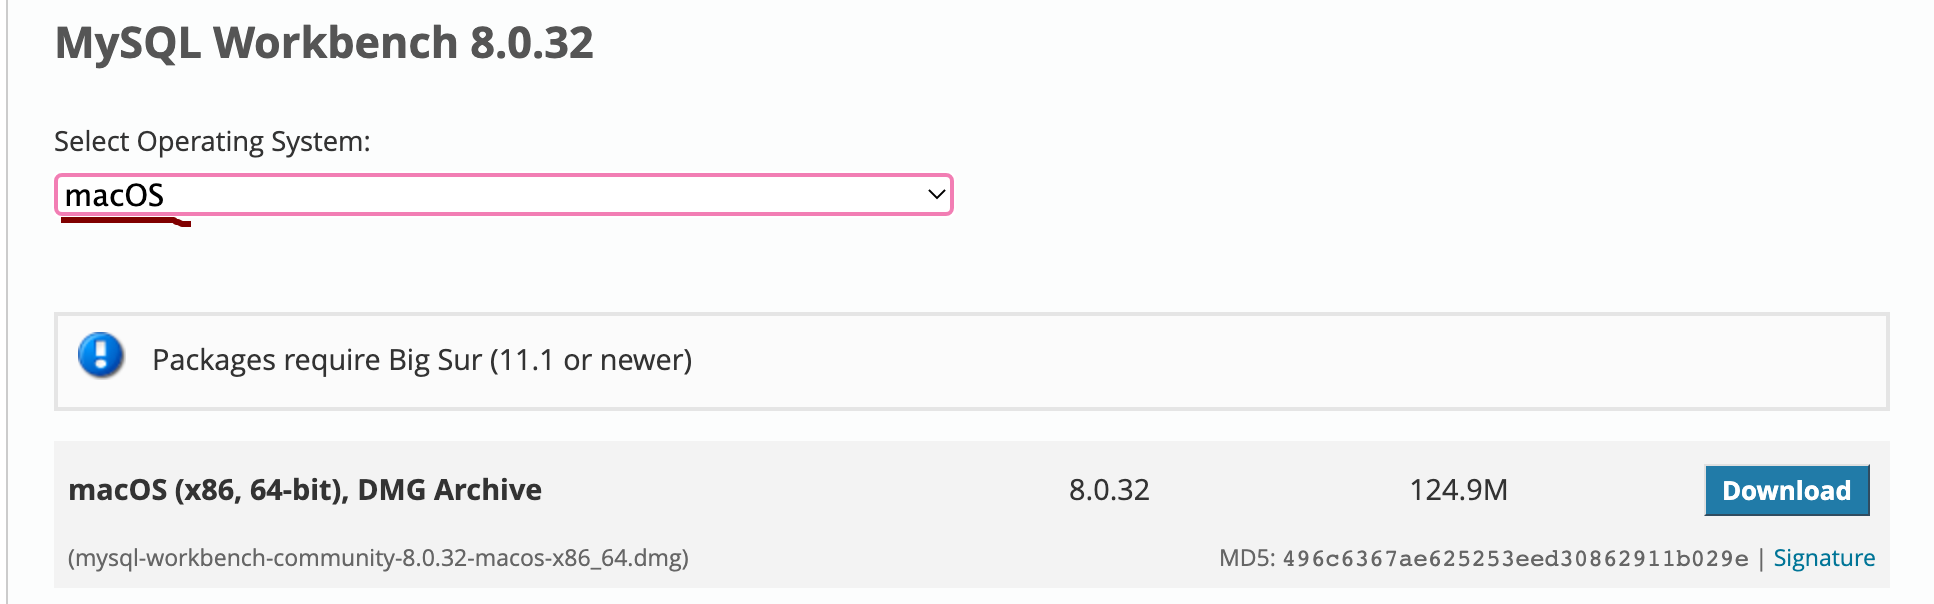 MySQL Workbench 8.0.32
Select Operating System:
macOS
Packages require Big Sur (11.1 or newer)
macOS (x86, 64-bit), DMG Archive 8.0.32 124.9M Download
(mysql-workbench-community-8.0.32-macos-x86_64.dmg) MD5: 496c6367ae625253eed30862911b029e | Signature